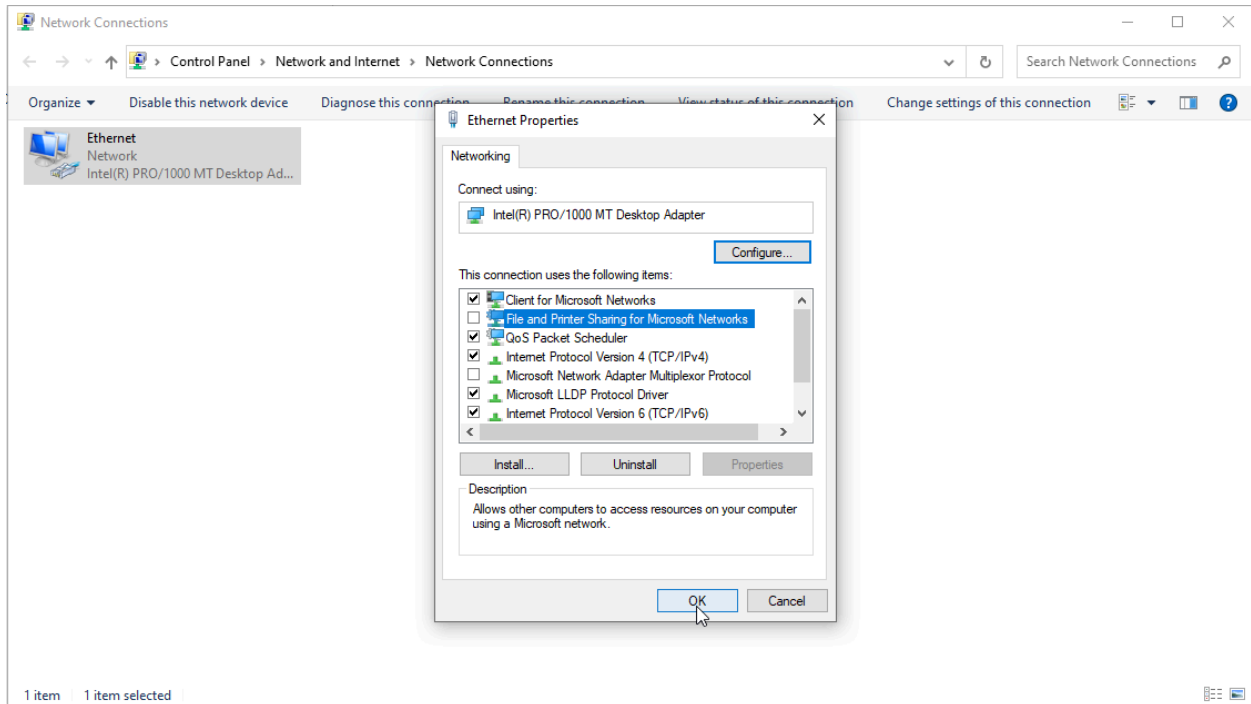 Network Connections
Control Panel > Network and Internet > Network Connections
Search Network Connections
Organize
Disable this network device
Diagnose this connection
Rename this connection
View status of this connection
Change settings of this connection
Ethernet
Network
Intel(R) PRO/1000 MT Desktop Ad...
Ethernet Properties
Networking
Connect using:
Intel(R) PRO/1000 MT Desktop Adapter
Configure...
This connection uses the following items:
Client for Microsoft Networks
File and Printer Sharing for Microsoft Networks
QoS Packet Scheduler
Internet Protocol Version 4 (TCP/IPv4)
Microsoft Network Adapter Multiplexor Protocol
Microsoft LLDP Protocol Driver
Internet Protocol Version 6 (TCP/IPv6)
Install...
Uninstall
Properties
Description
Allows other computers to access resources on your computer
using a Microsoft network.
OK
Cancel
1 item
1 item selected